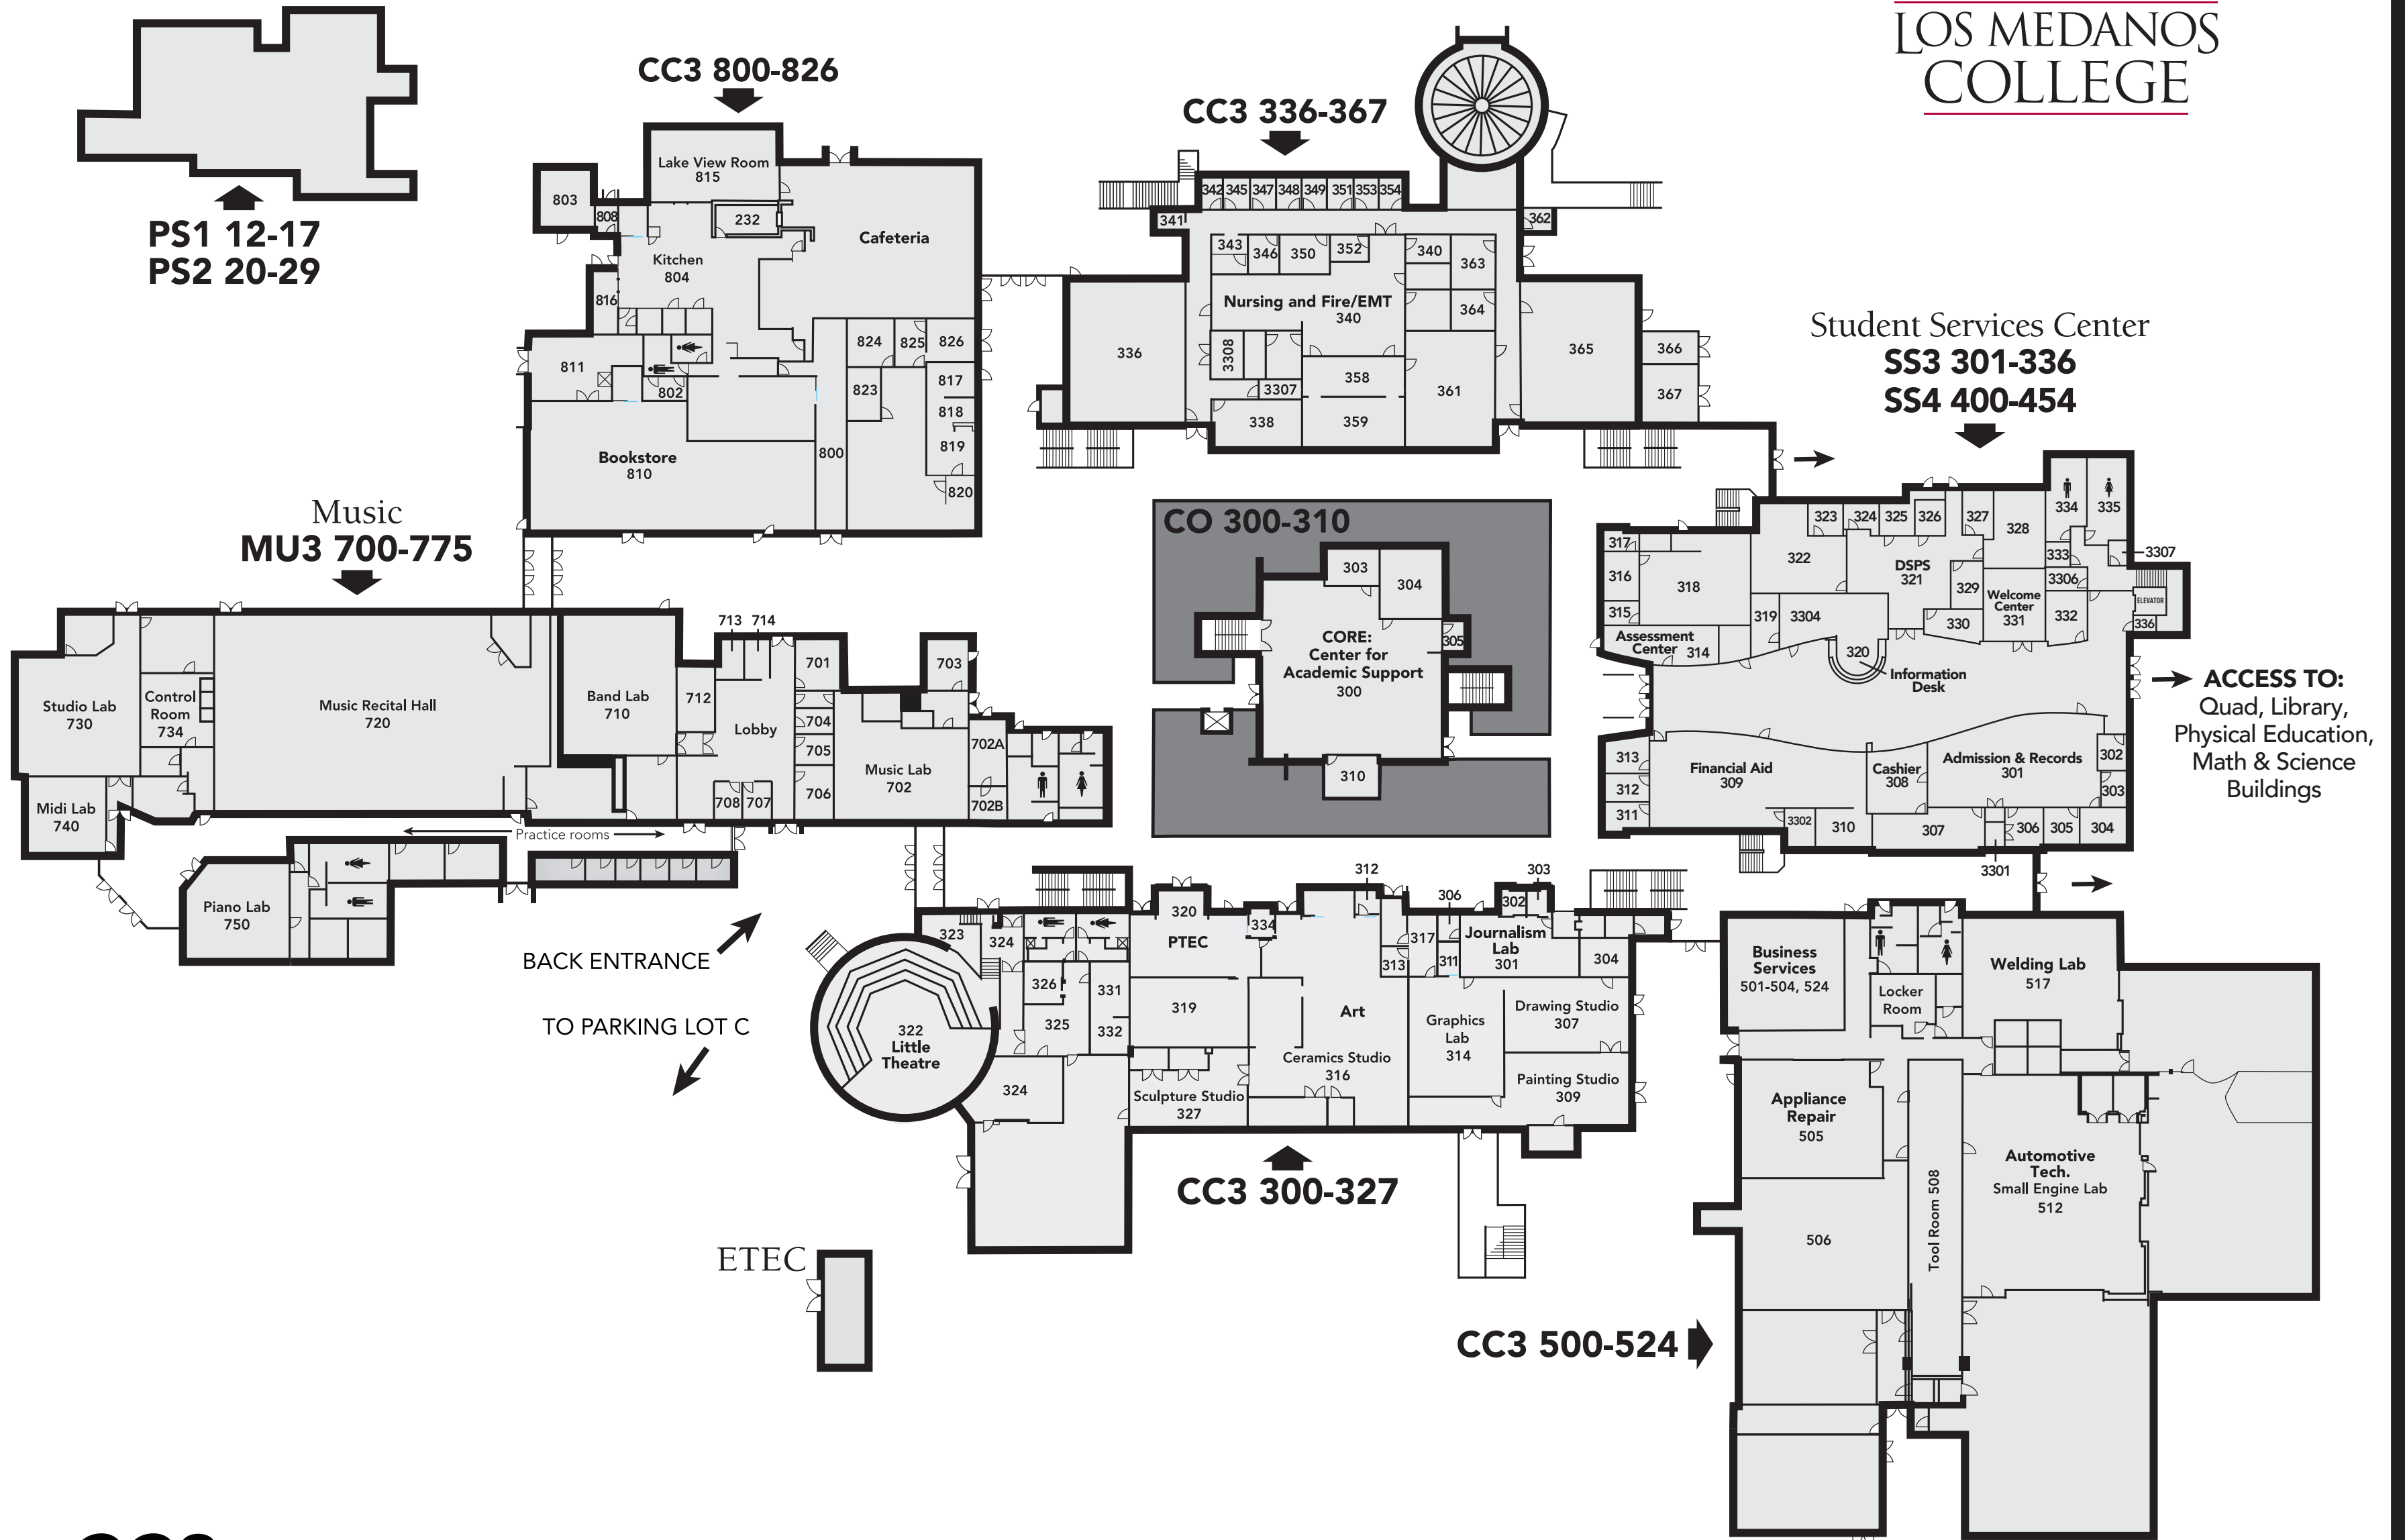 LOS MEDANOS
COLLEGE
PS1 12-17
PS2 20-29
CC3 800-826
Lake View Room
815
803
808
232
Cafeteria
Kitchen
804
816
811
802
824
825
826
823
817
818
819
820
800
Bookstore
810
CC3 336-367
342
345
347
348
349
351
353
354
341
362
343
346
350
352
340
363
Nursing and Fire/EMT
340
364
336
3308
3307
358
361
338
359
365
366
367
Student Services Center
SS3 301-336
SS4 400-454
323
324
325
326
327
328
334
335
317
316
318
322
DSPS
321
333
3307
3306
329
Welcome
Center
331
332
ELEVATOR
336
315
319
3304
330
Assessment
Center
314
320
Information
Desk
313
312
311
Financial Aid
309
Cashier
308
Admission & Records
301
302
303
3302
310
307
306
305
304
3301
ACCESS TO:
Quad, Library,
Physical Education,
Math & Science
Buildings
CO 300-310
303
304
305
CORE:
Center for
Academic Support
300
310
Music
MU3 700-775
Studio Lab
730
Control
Room
734
Music Recital Hall
720
Band Lab
710
712
713
714
Lobby
701
703
704
705
706
708
707
Music Lab
702
702A
702B
Midi Lab
740
Practice rooms
Piano Lab
750
BACK ENTRANCE
TO PARKING LOT C
323
324
320
PTEC
334
312
306
303
302
317
313
311
Journalism
Lab
301
304
326
331
325
332
319
Art
Graphics
Lab
314
Drawing Studio
307
322
Little
Theatre
324
Sculpture Studio
327
Ceramics Studio
316
Painting Studio
309
CC3 300-327
ETEC
Business
Services
501-504, 524
Locker
Room
Welding Lab
517
Appliance
Repair
505
506
Tool Room 508
Automotive
Tech.
Small Engine Lab
512
CC3 500-524